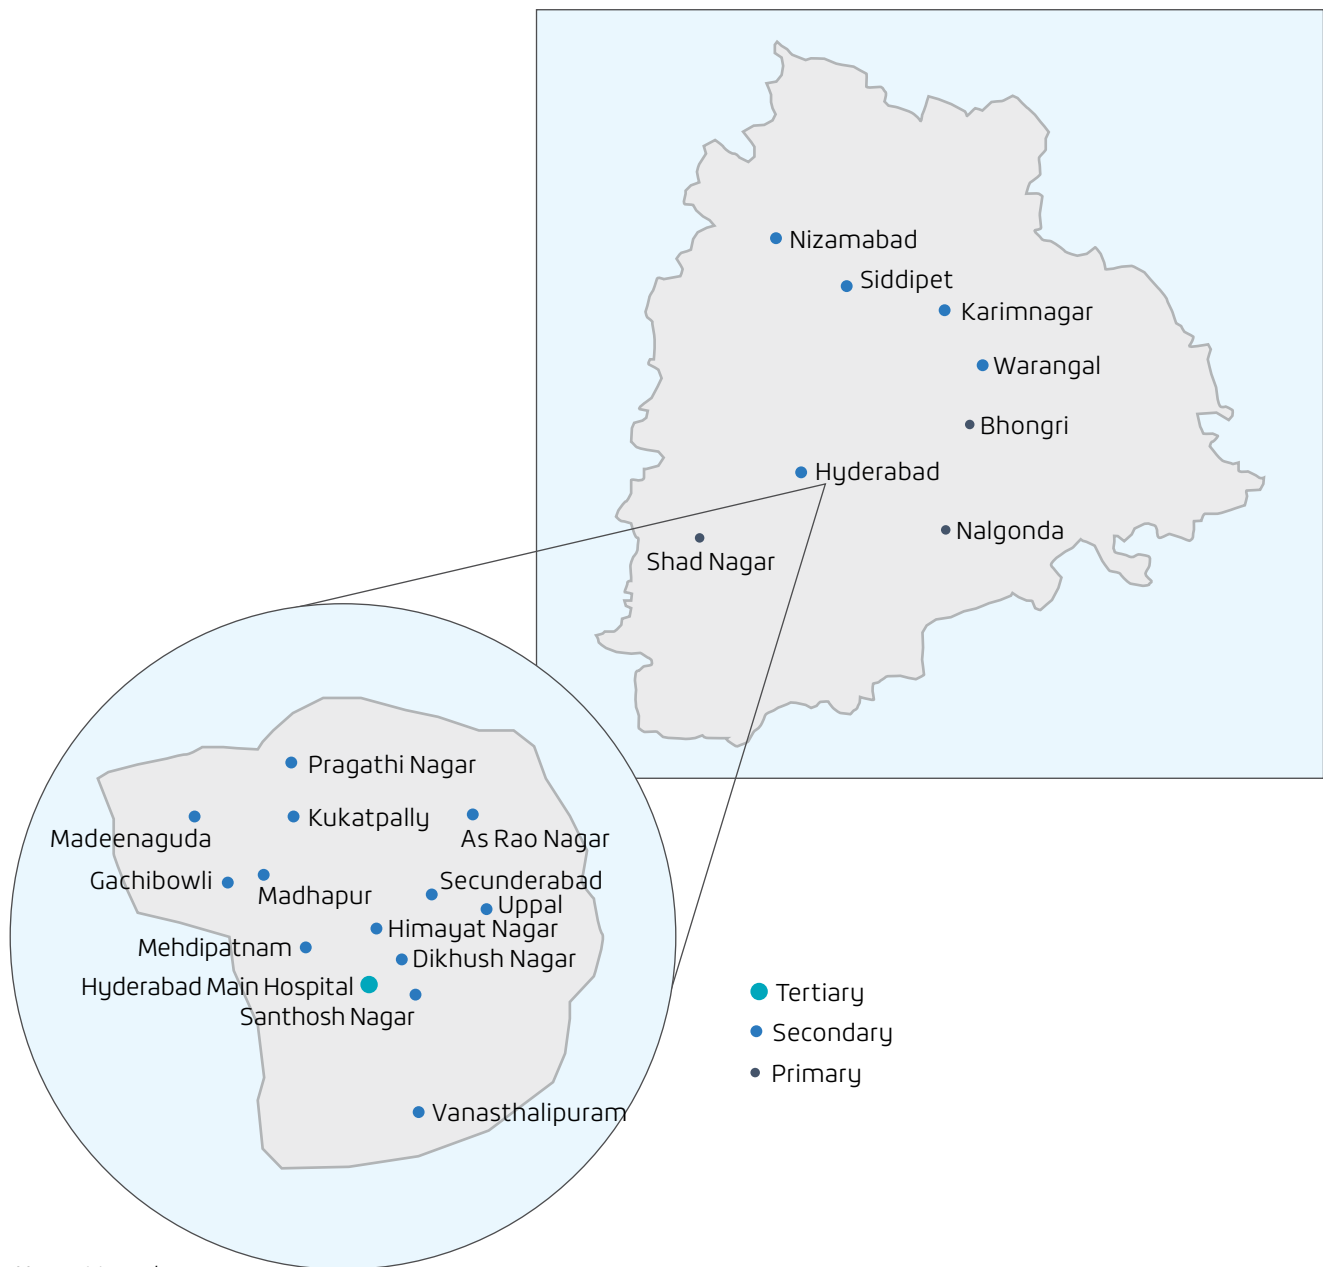 Nizamabad
Siddipet
Karimnagar
Warangal
Bhongri
Hyderabad
Nalgonda
Shad Nagar
Pragathi Nagar
Kukatpally
Madeenaguda
As Rao Nagar
Gachibowli
Secunderabad
Madhapur
Uppal
Himayat Nagar
Mehdipatnam
Dikhush Nagar
Hyderabad Main Hospital
Santhosh Nagar
Vanasthalipuram
Tertiary
Secondary
Primary